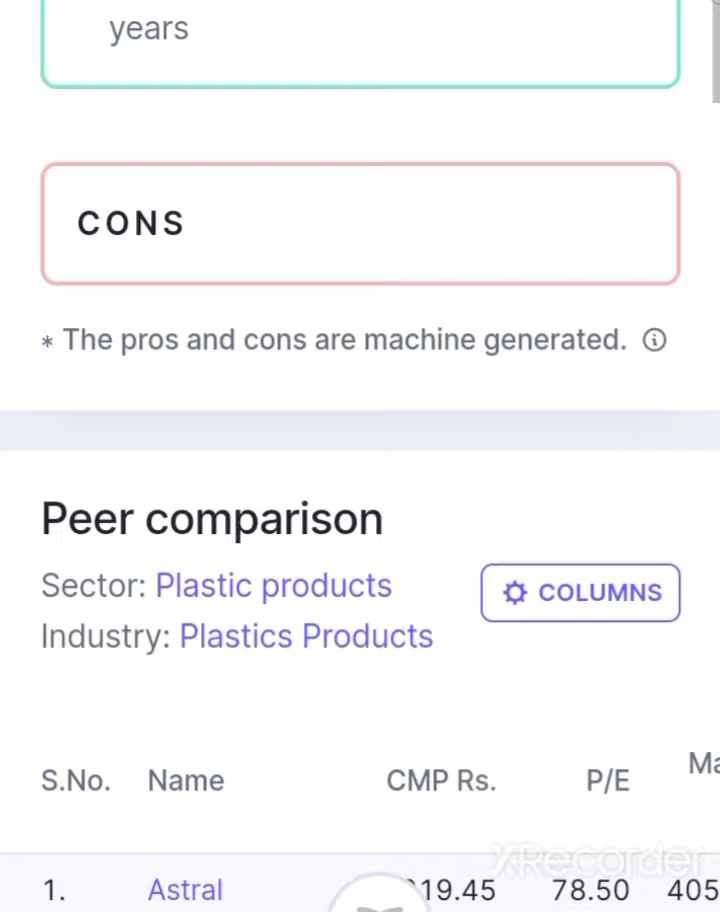 years
CONS
* The pros and cons are machine generated.
Peer comparison
Sector: Plastic products
COLUMNS
Industry: Plastics Products
S.No. Name CMP Rs. P/E
XRecorder
1. Astral 78.50